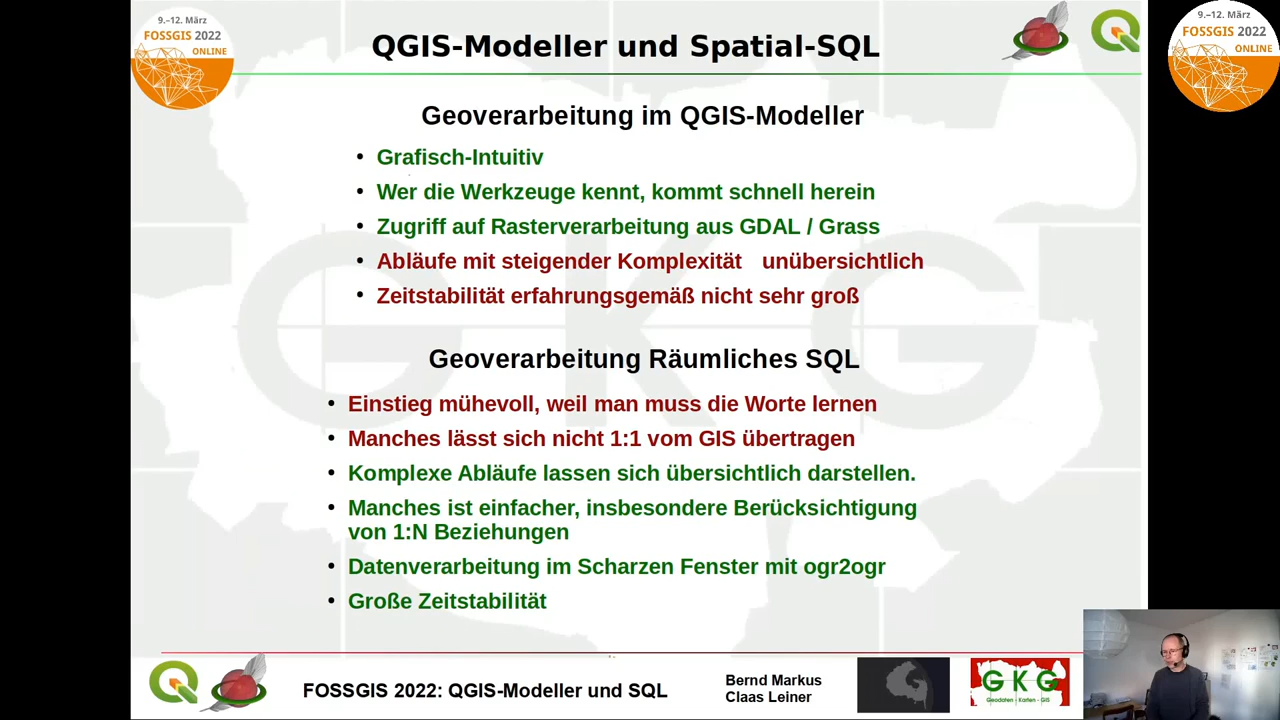 9.–12. März
FOSSGIS 2022
ONLINE
QGIS-Modeller und Spatial-SQL
9.–12. März
FOSSGIS 2022
ONLINE
Geoverarbeitung im QGIS-Modeller
• Grafisch-Intuitiv
• Wer die Werkzeuge kennt, kommt schnell herein
• Zugriff auf Rasterverarbeitung aus GDAL / Grass
• Abläufe mit steigender Komplexität unübersichtlich
• Zeitstabilität erfahrungsgemäß nicht sehr groß
GKG
Geoverarbeitung Räumliches SQL
• Einstieg mühevoll, weil man muss die Worte lernen
• Manches lässt sich nicht 1:1 vom GIS übertragen
• Komplexe Abläufe lassen sich übersichtlich darstellen.
• Manches ist einfacher, insbesondere Berücksichtigung
von 1:N Beziehungen
• Datenverarbeitung im Scharzen Fenster mit ogr2ogr
• Große Zeitstabilität
FOSSGIS 2022: QGIS-Modeller und SQL
Bernd Markus
Claas Leiner
GKG
Geodaten - Karten - GIS